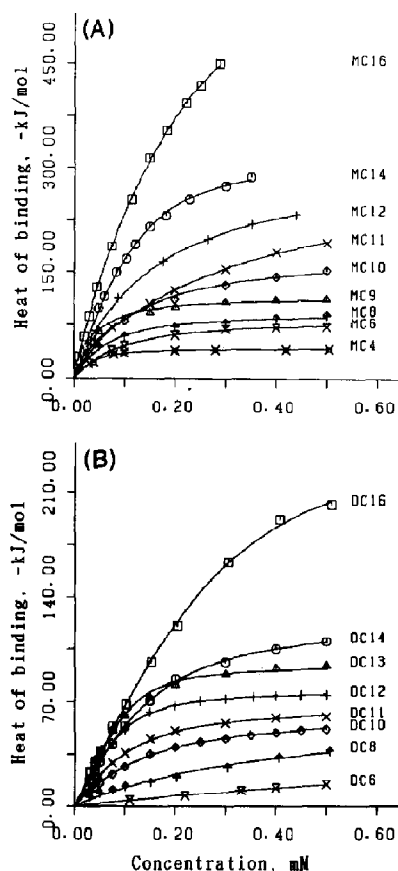 (A)
Heat of binding, -kJ/mol
450.00
300.00
150.00
0.00
MC16
MC14
MC12
MC11
MC10
MC9
MC8
MC6
MC4
0.00 0.20 0.40 0.60
(B)
Heat of binding, -kJ/mol
210.00
140.00
70.00
0.00
DC16
DC14
DC13
DC12
DC11
DC10
DC8
DC6
0.00 0.20 0.40 0.60
Concentration, mM